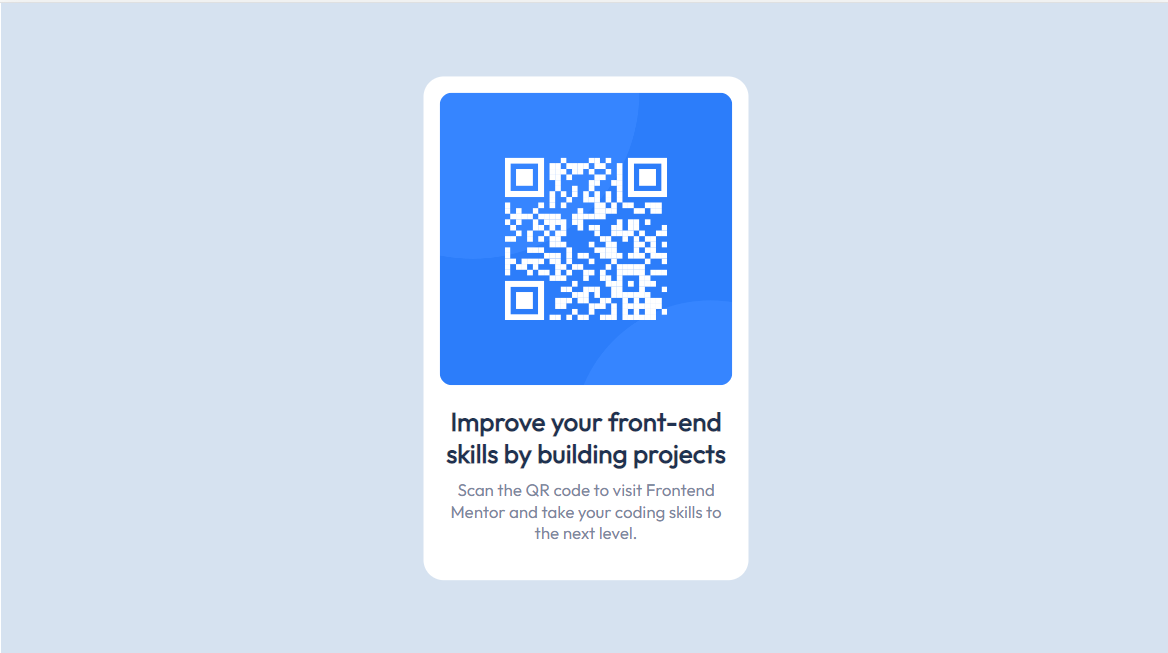 Improve your front-end
skills by building projects
Scan the QR code to visit Frontend
Mentor and take your coding skills to
the next level.